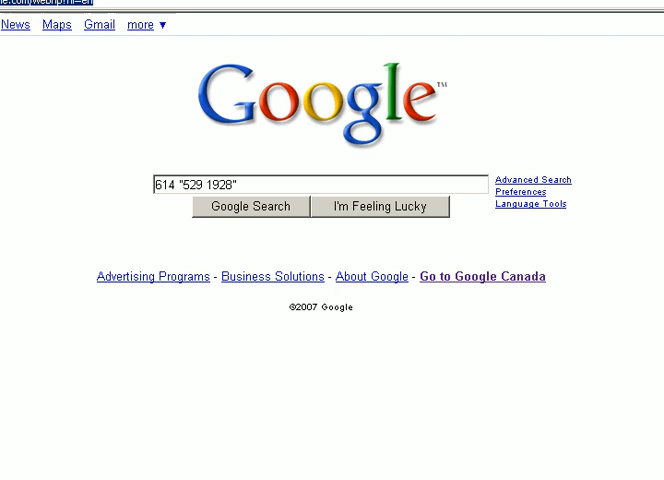 le.com/webhp?hl=en
News Maps Gmail more ▼
Google™
614 "529 1928"
Advanced Search
Preferences
Language Tools
Google Search I'm Feeling Lucky
Advertising Programs - Business Solutions - About Google - Go to Google Canada
©2007 Google